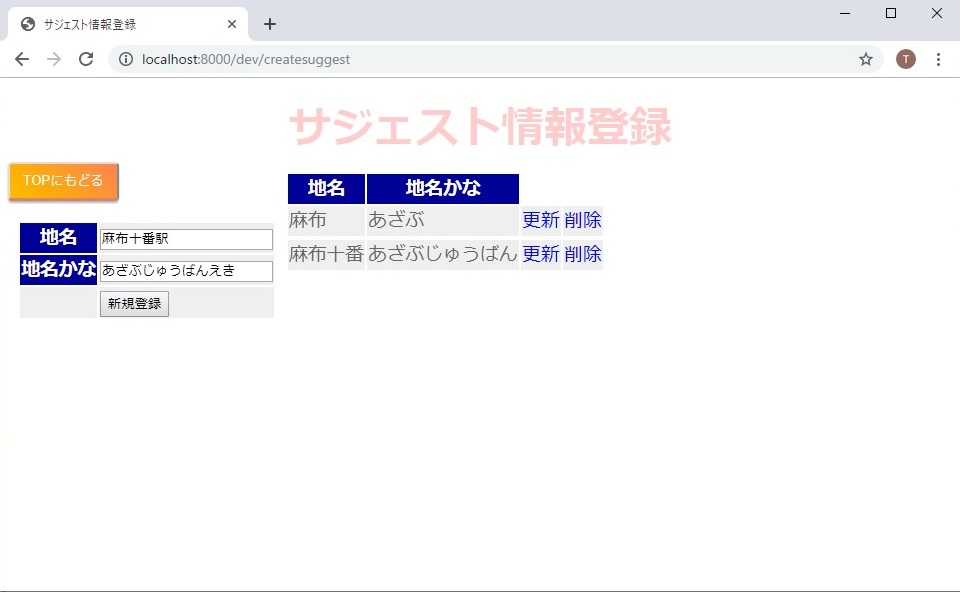 サジェスト情報登録
localhost:8000/dev/createsuggest
T
サジェスト情報登録
TOPにもどる
地名 麻布十番駅
地名かな あざぶじゅうばんえき
新規登録
地名 地名かな
麻布 あざぶ 更新 削除
麻布十番 あざぶじゅうばん 更新 削除